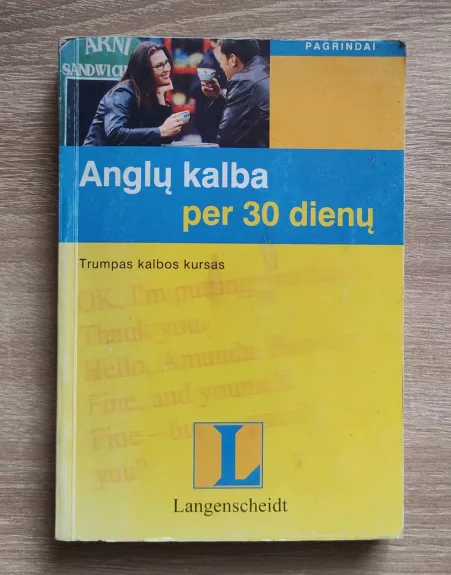 PAGRINDAI
ARNI
SANDWICH
Anglų kalba
per 30 dienų
Trumpas kalbos kursas
OK, I'm putting
Thank you.
Hello, Amanda.
Fine, and yourself?
Fine – 
you?
L
Langenscheidt